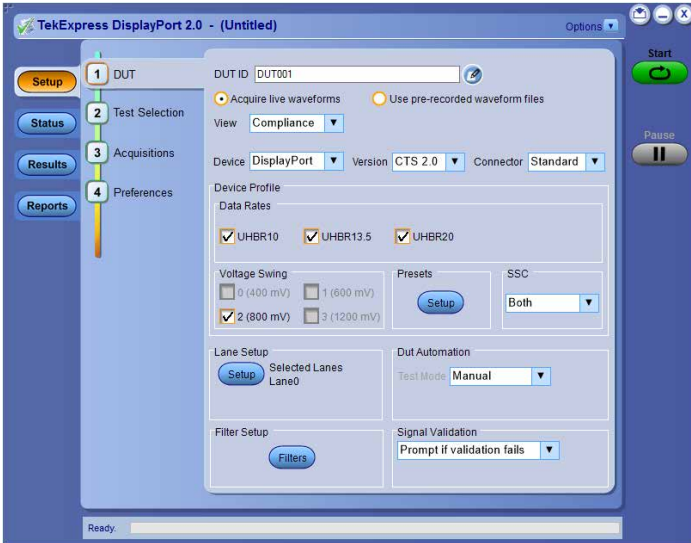 TekExpress DisplayPort 2.0 - (Untitled)
Options
Start
Pause
Setup
Status
Results
Reports
1 DUT
2 Test Selection
3 Acquisitions
4 Preferences
DUT ID DUT001
Acquire live waveforms Use pre-recorded waveform files
View Compliance
Device DisplayPort Version CTS 2.0 Connector Standard
Device Profile
Data Rates
UHBR10 UHBR13.5 UHBR20
Voltage Swing
0 (400 mV) 1 (600 mV)
2 (800 mV) 3 (1200 mV)
Presets
Setup
SSC
Both
Lane Setup
Setup Selected Lanes
Lane0
Dut Automation
Test Mode Manual
Filter Setup
Filters
Signal Validation
Prompt if validation fails
Ready.